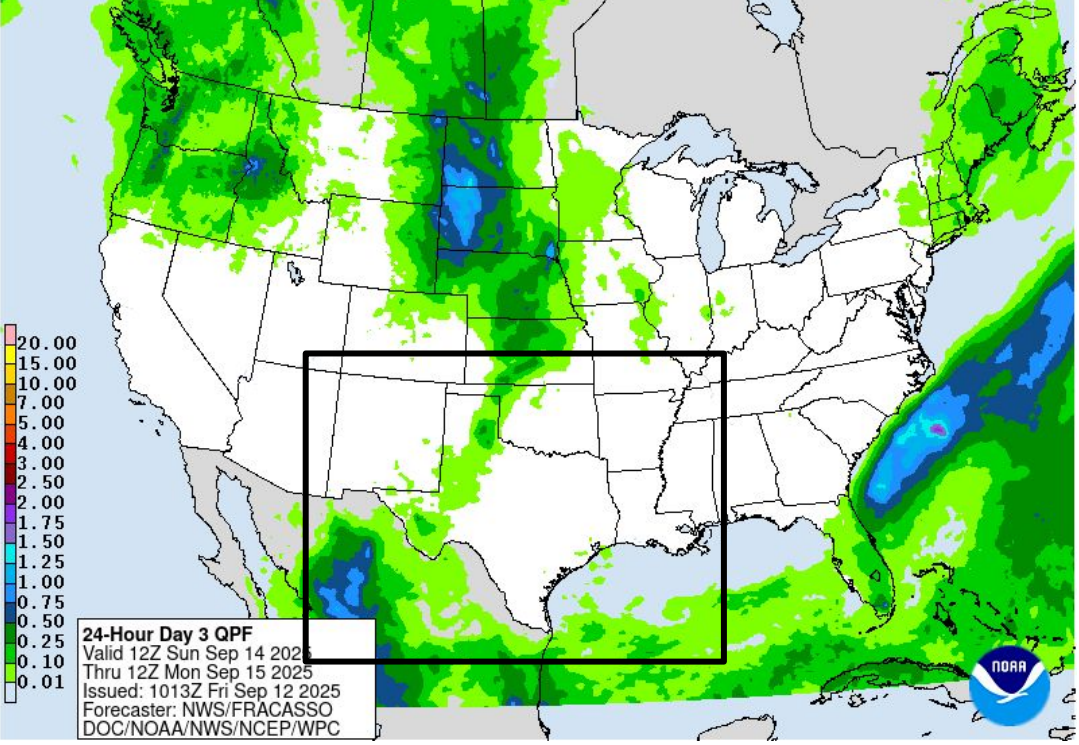 20.00
15.00
10.00
7.00
5.00
4.00
3.00
2.50
2.00
1.75
1.50
1.25
1.00
0.75
0.50
0.25
0.10
0.01
24-Hour Day 3 QPF
Valid 12Z Sun Sep 14 2025
Thru 12Z Mon Sep 15 2025
Issued: 1013Z Fri Sep 12 2025
Forecaster: NWS/FRACASSO
DOC/NOAA/NWS/NCEP/WPC
NOAA